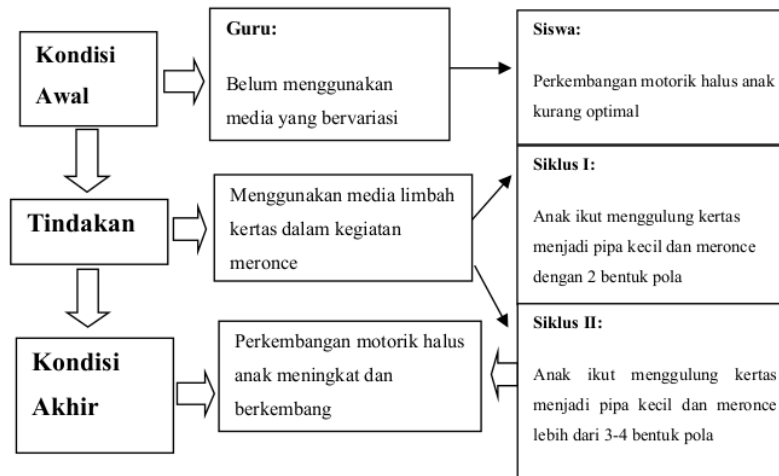 Kondisi
Awal
Guru:
Belum menggunakan
media yang bervariasi
Siswa:
Perkembangan motorik halus anak
kurang optimal
Tindakan
Menggunakan media limbah
kertas dalam kegiatan
meronce
Siklus I:
Anak ikut menggulung kertas
menjadi pipa kecil dan meronce
dengan 2 bentuk pola
Kondisi
Akhir
Perkembangan motorik halus
anak meningkat dan
berkembang
Siklus II:
Anak ikut menggulung kertas
menjadi pipa kecil dan meronce
lebih dari 3-4 bentuk pola